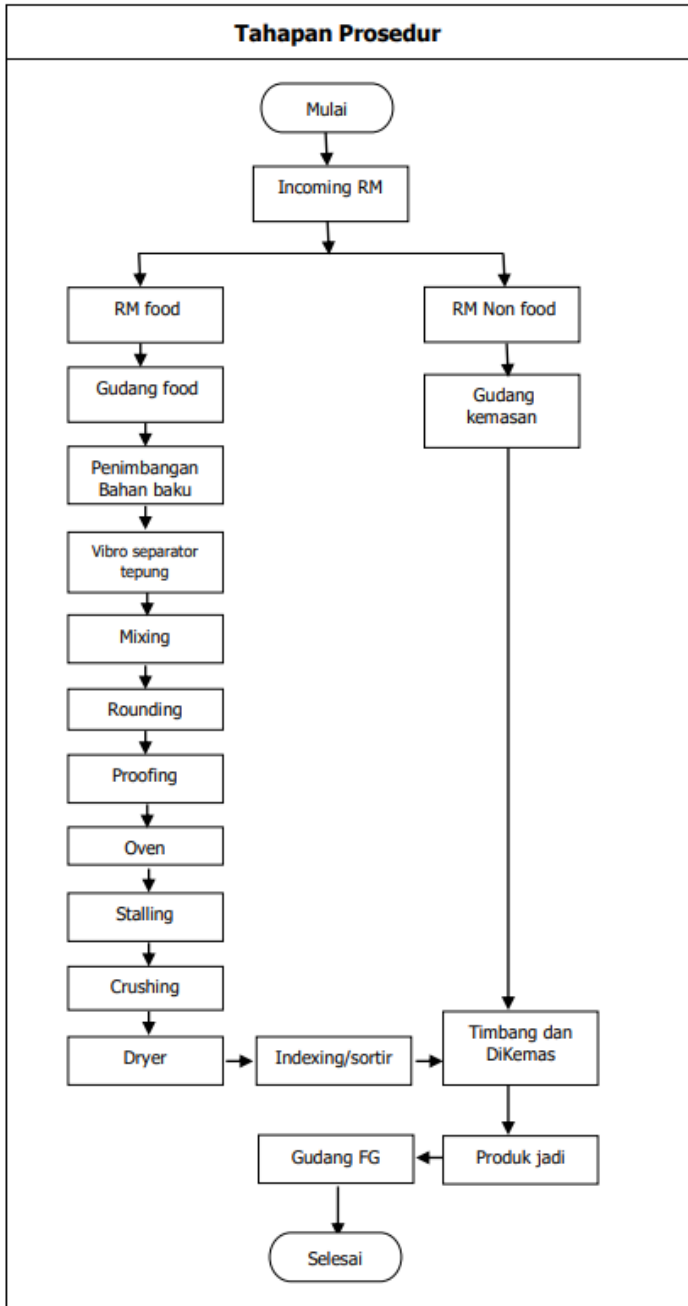 Tahapan Prosedur
Mulai
Incoming RM
RM food
RM Non food
Gudang food
Gudang
kemasan
Penimbangan
Bahan baku
Vibro separator
tepung
Mixing
Rounding
Proofing
Oven
Stalling
Crushing
Dryer
Indexing/sortir
Timbang dan
DiKemas
Gudang FG
Produk jadi
Selesai